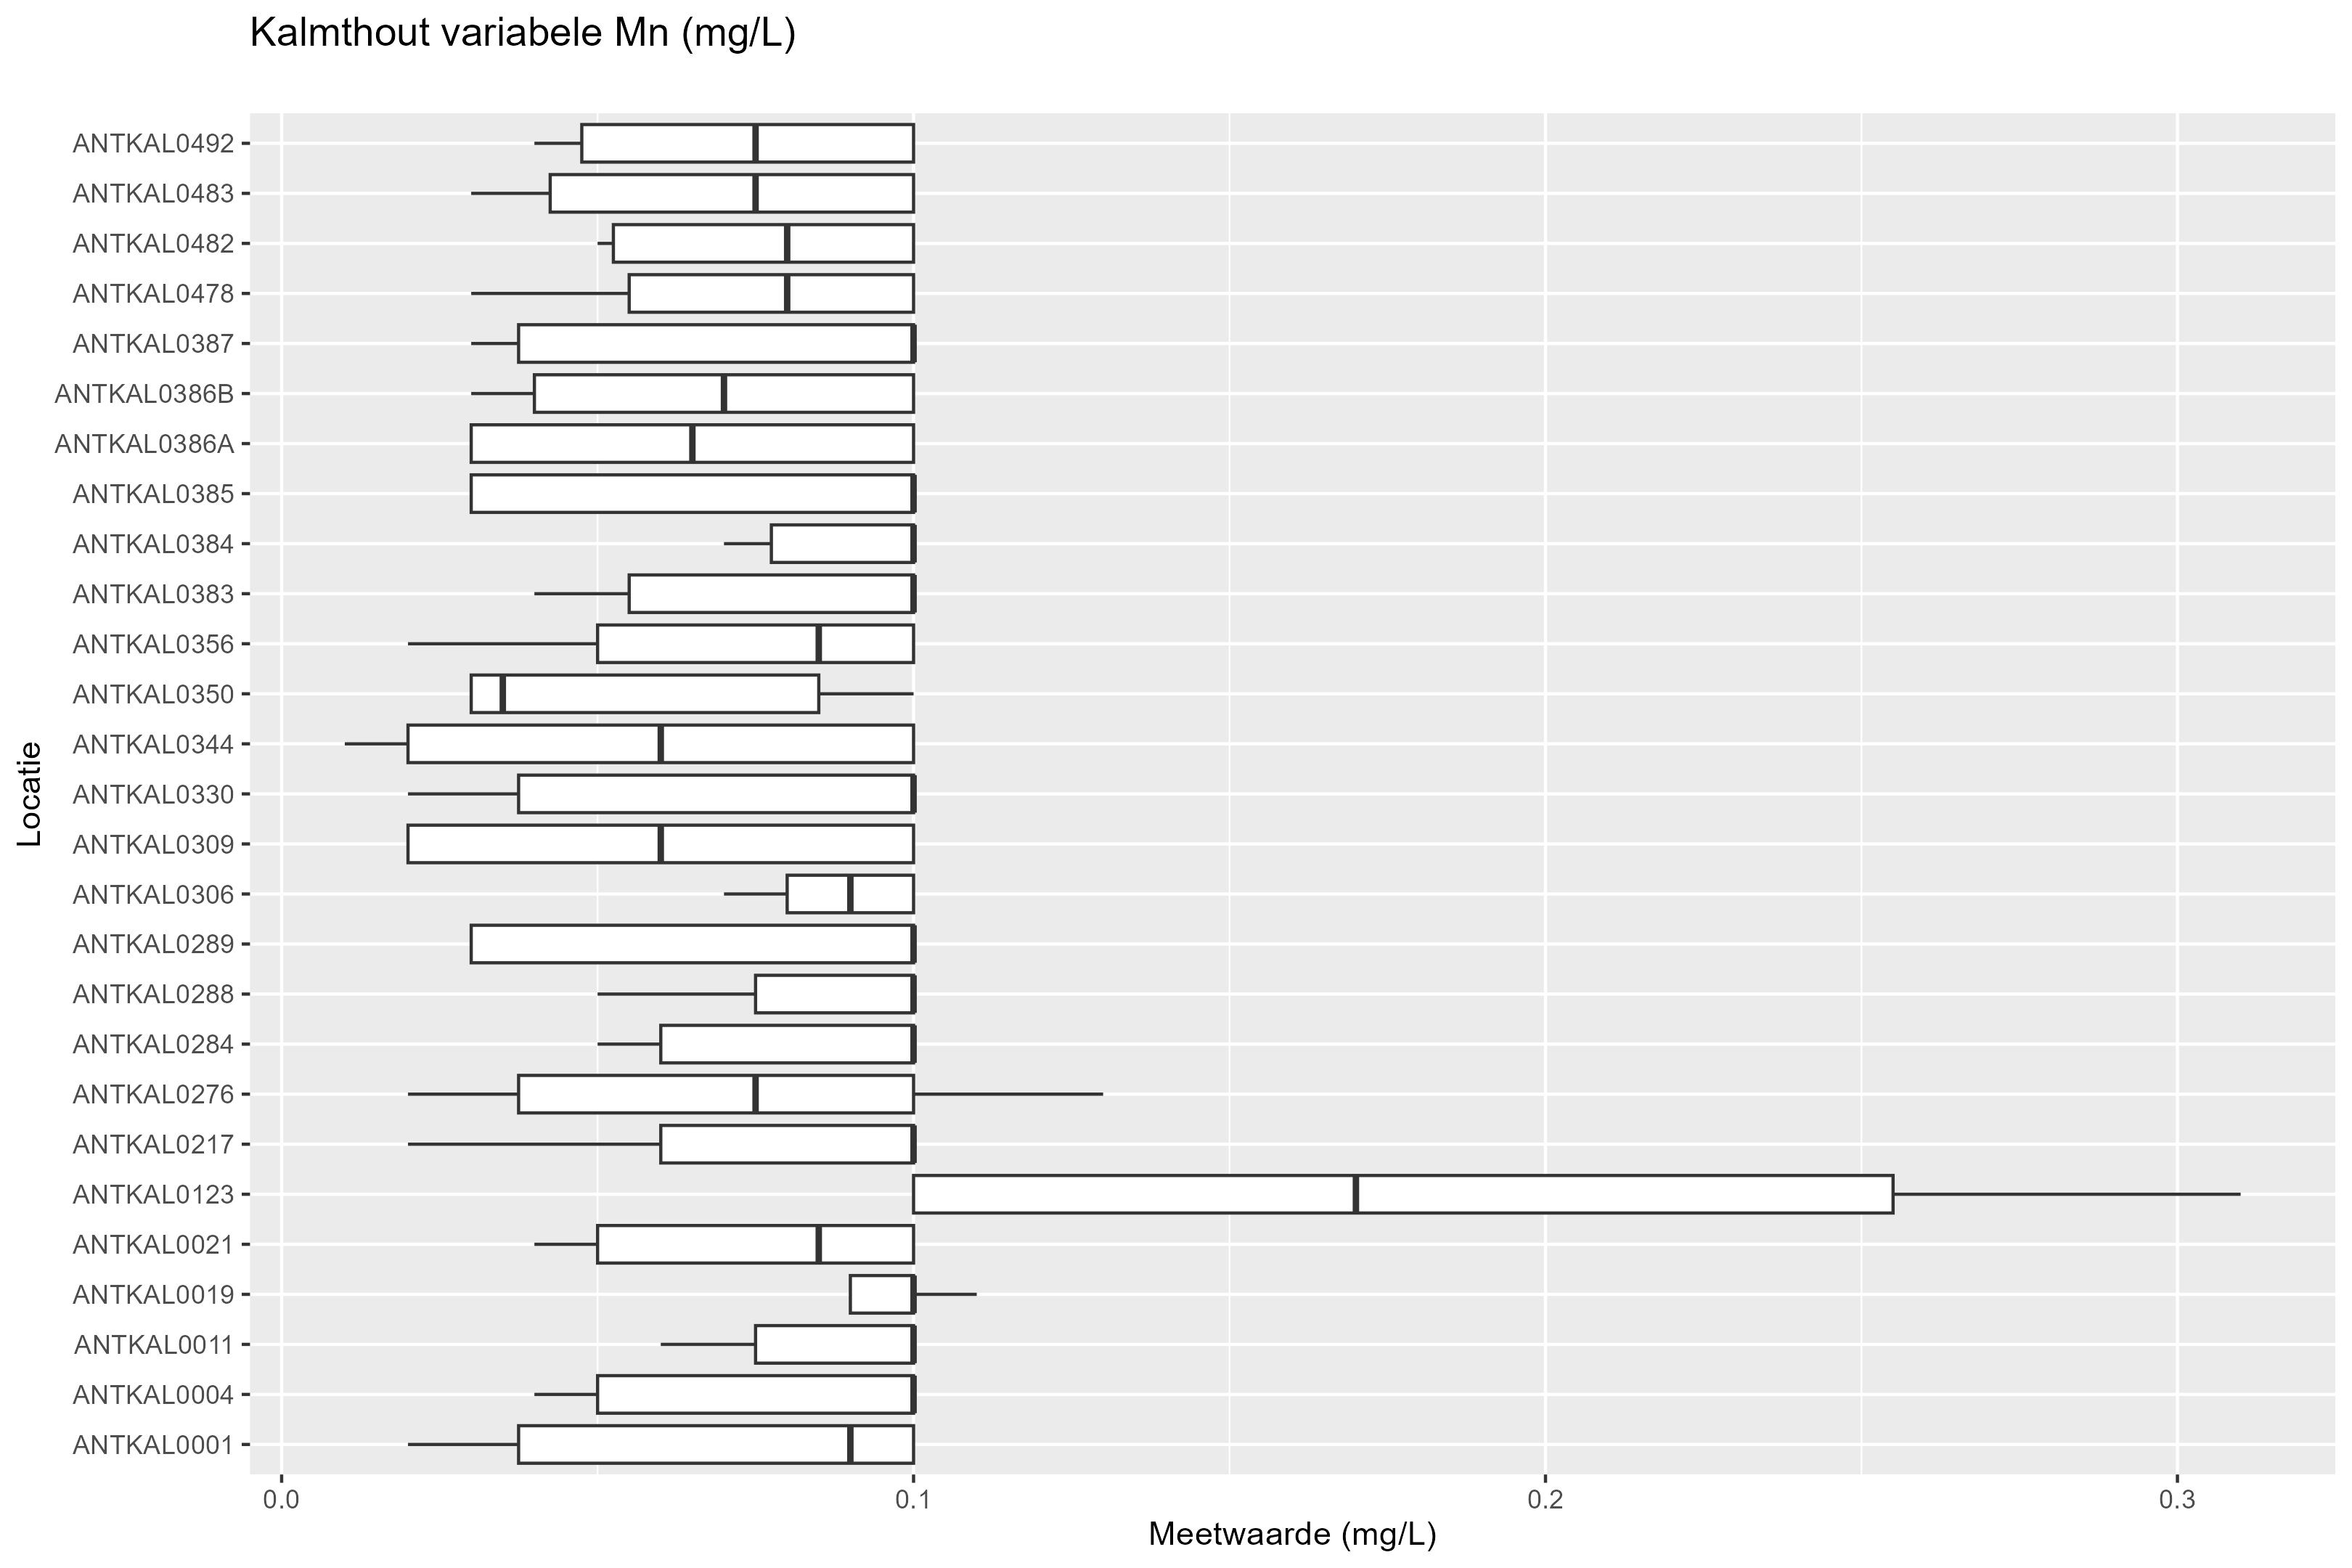 Kalmthout variabele Mn (mg/L)
ANTKAL0492
ANTKAL0483
ANTKAL0482
ANTKAL0478
ANTKAL0387
ANTKAL0386B
ANTKAL0386A
ANTKAL0385
ANTKAL0384
ANTKAL0383
ANTKAL0356
ANTKAL0350
ANTKAL0344
ANTKAL0330
ANTKAL0309
ANTKAL0306
ANTKAL0289
ANTKAL0288
ANTKAL0284
ANTKAL0276
ANTKAL0217
ANTKAL0123
ANTKAL0021
ANTKAL0019
ANTKAL0011
ANTKAL0004
ANTKAL0001
Locatie
0.0 0.1 0.2 0.3
Meetwaarde (mg/L)